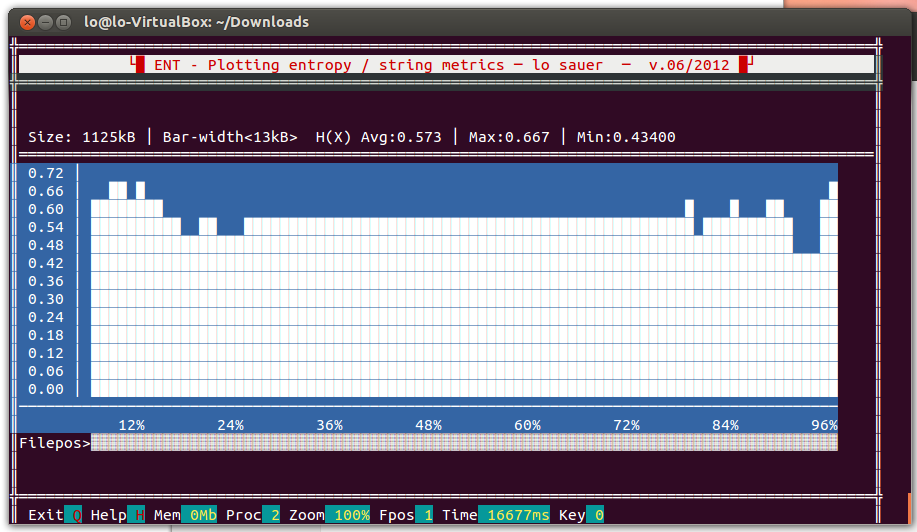 lo@lo-VirtualBox: ~/Downloads
ENT - Plotting entropy / string metrics — lo sauer — v.06/2012
Size: 1125kB | Bar-width<13kB> H(X) Avg:0.573 | Max:0.667 | Min:0.43400
0.72
0.66
0.60
0.54
0.48
0.42
0.36
0.30
0.24
0.18
0.12
0.06
0.00
12% 24% 36% 48% 60% 72% 84% 96%
Filepos>
Exit Q Help H Mem 0Mb Proc 2 Zoom 100% Fpos 1 Time 16677ms Key 0